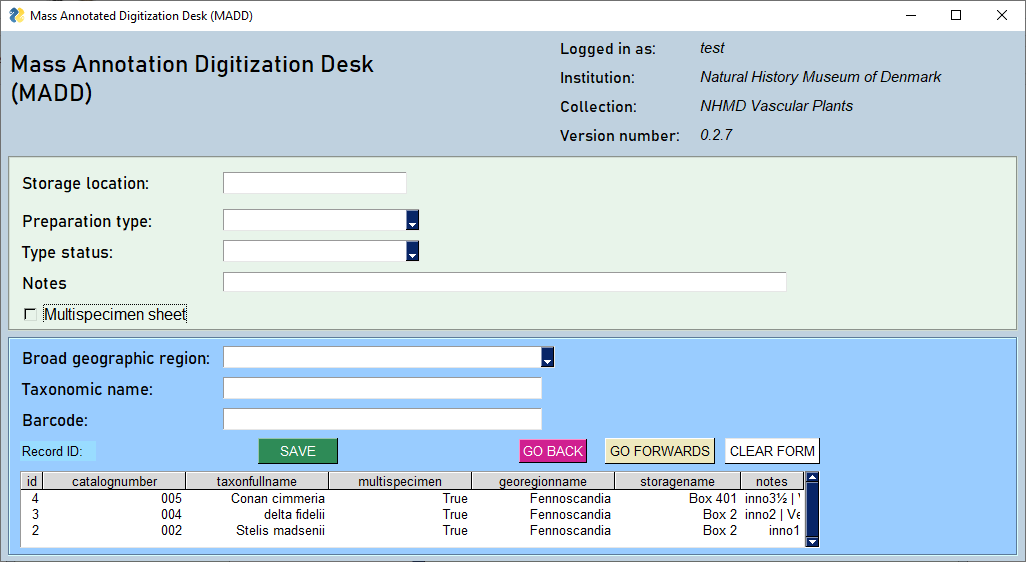 Mass Annotated Digitization Desk (MADD)
Mass Annotation Digitization Desk
(MADD)
Logged in as: test
Institution: Natural History Museum of Denmark
Collection: NHMD Vascular Plants
Version number: 0.2.7
Storage location:
Preparation type:
Type status:
Notes
Multispecimen sheet
Broad geographic region:
Taxonomic name:
Barcode:
Record ID: SAVE GO BACK GO FORWARDS CLEAR FORM
id catalognumber taxonfullname multispecimen georegionname storagename notes
4 005 Conan cimmeria True Fennoscandia Box 401 inno3½ |
3 004 delta fidelii True Fennoscandia Box 2 inno2 | Ve
2 002 Stelis madsenii True Fennoscandia Box 2 inno1